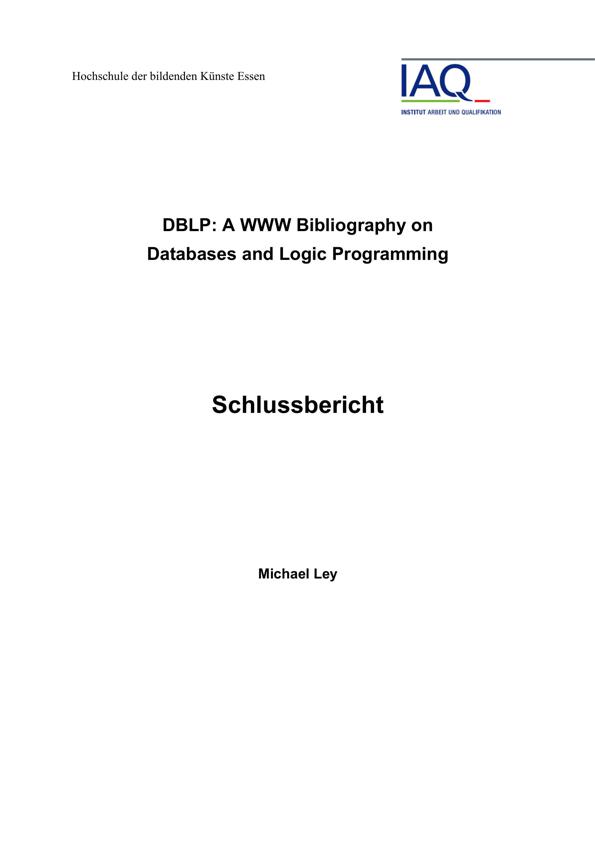 Hochschule der bildenden Künste Essen
IAQ
INSTITUT ARBEIT UND QUALIFIKATION
DBLP: A WWW Bibliography on
Databases and Logic Programming
Schlussbericht
Michael Ley